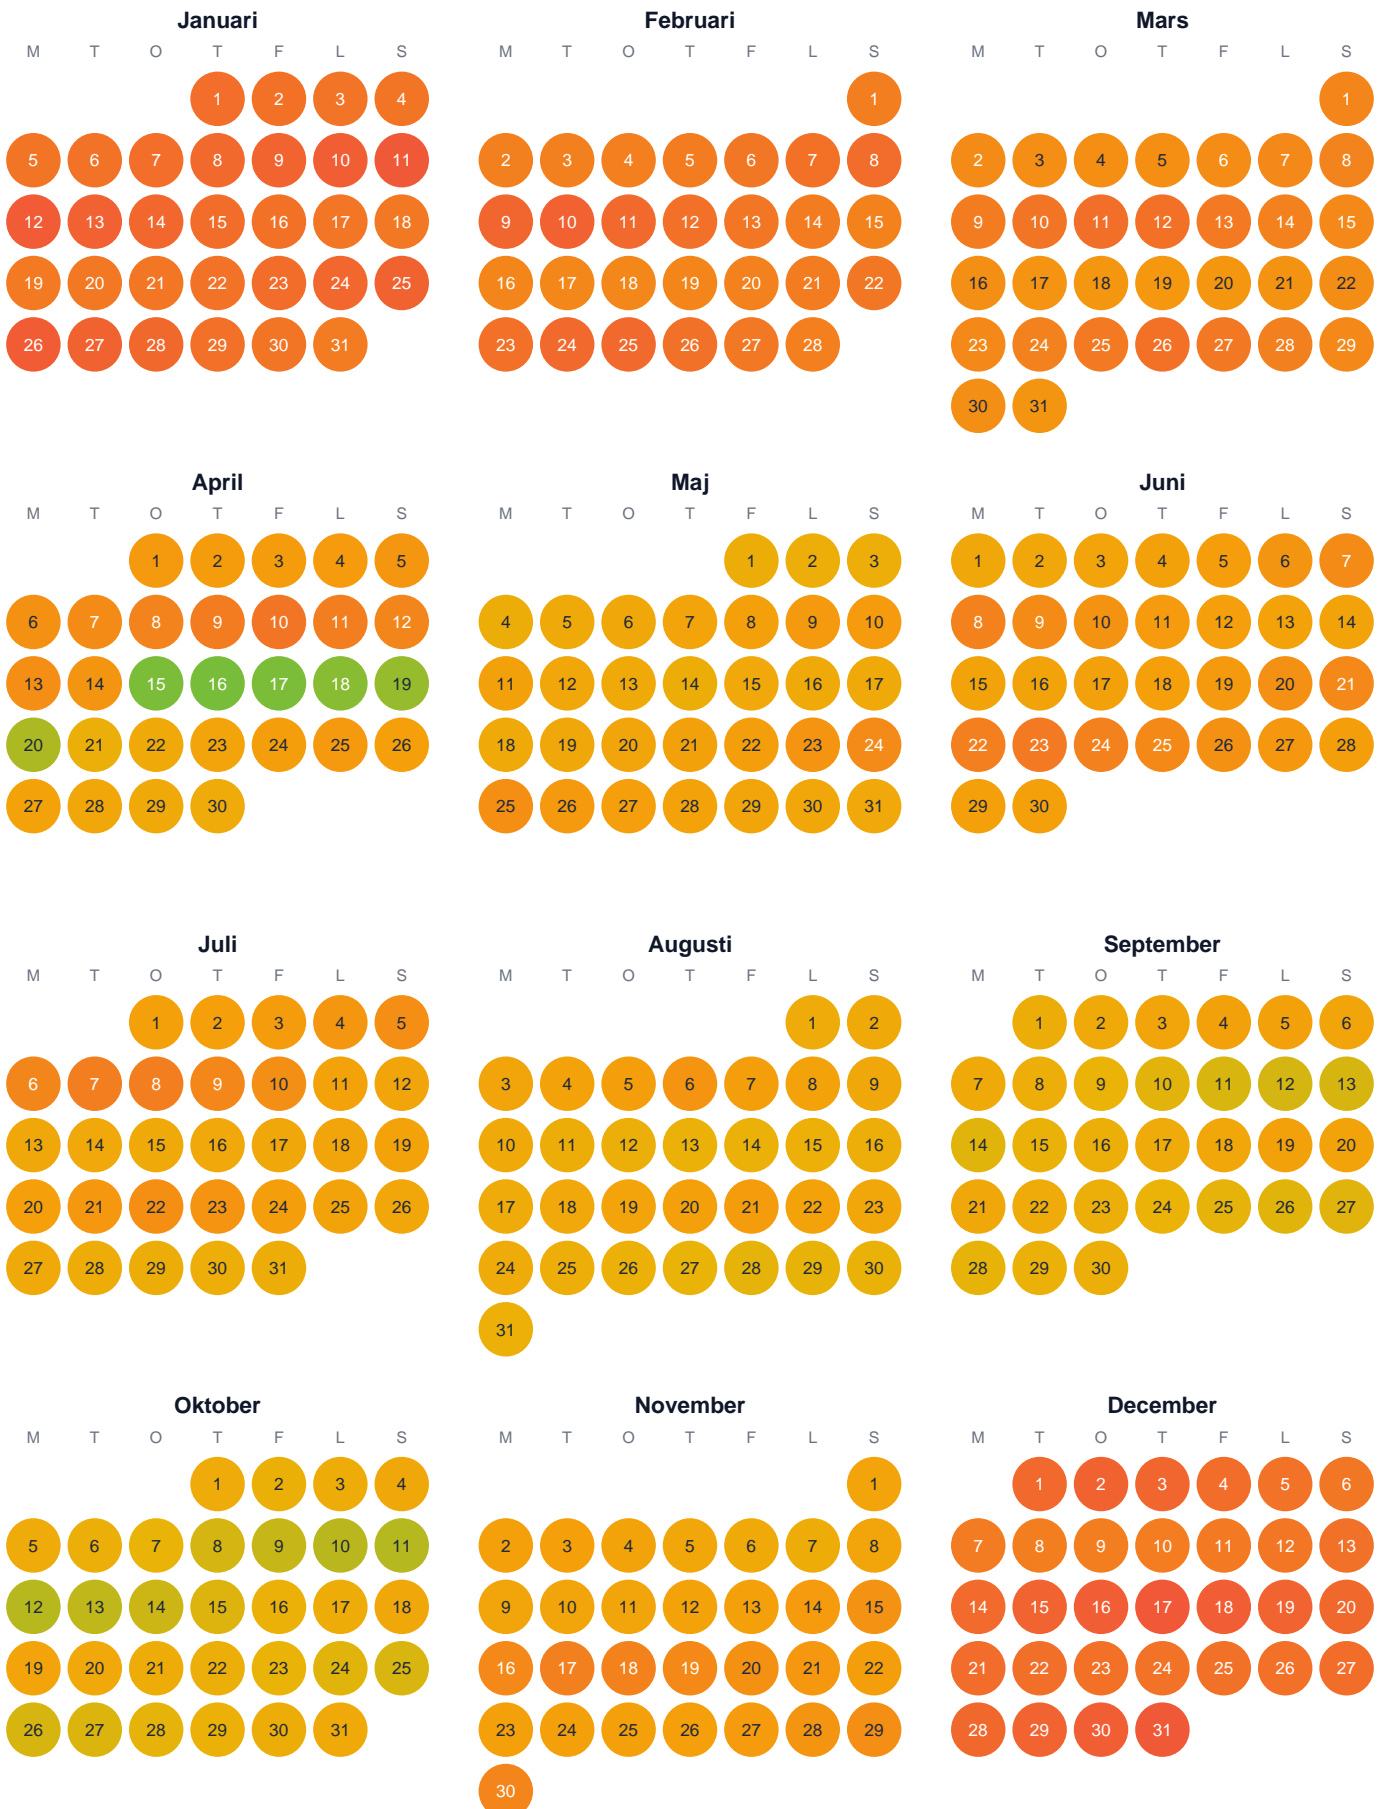 Januari
M T O T F L S
1 2 3 4
5 6 7 8 9 10 11
12 13 14 15 16 17 18
19 20 21 22 23 24 25
26 27 28 29 30 31
Februari
M T O T F L S
1
2 3 4 5 6 7 8
9 10 11 12 13 14 15
16 17 18 19 20 21 22
23 24 25 26 27 28
Mars
M T O T F L S
1
2 3 4 5 6 7 8
9 10 11 12 13 14 15
16 17 18 19 20 21 22
23 24 25 26 27 28 29
30 31
April
M T O T F L S
1 2 3 4 5
6 7 8 9 10 11 12
13 14 15 16 17 18 19
20 21 22 23 24 25 26
27 28 29 30
Maj
M T O T F L S
1 2 3
4 5 6 7 8 9 10
11 12 13 14 15 16 17
18 19 20 21 22 23 24
25 26 27 28 29 30 31
Juni
M T O T F L S
1 2 3 4 5 6 7
8 9 10 11 12 13 14
15 16 17 18 19 20 21
22 23 24 25 26 27 28
29 30
Juli
M T O T F L S
1 2 3 4 5
6 7 8 9 10 11 12
13 14 15 16 17 18 19
20 21 22 23 24 25 26
27 28 29 30 31
Augusti
M T O T F L S
1 2
3 4 5 6 7 8 9
10 11 12 13 14 15 16
17 18 19 20 21 22 23
24 25 26 27 28 29 30
31
September
M T O T F L S
1 2 3 4 5 6
7 8 9 10 11 12 13
14 15 16 17 18 19 20
21 22 23 24 25 26 27
28 29 30
Oktober
M T O T F L S
1 2 3 4
5 6 7 8 9 10 11
12 13 14 15 16 17 18
19 20 21 22 23 24 25
26 27 28 29 30 31
November
M T O T F L S
1
2 3 4 5 6 7 8
9 10 11 12 13 14 15
16 17 18 19 20 21 22
23 24 25 26 27 28 29
30
December
M T O T F L S
1 2 3 4 5 6
7 8 9 10 11 12 13
14 15 16 17 18 19 20
21 22 23 24 25 26 27
28 29 30 31